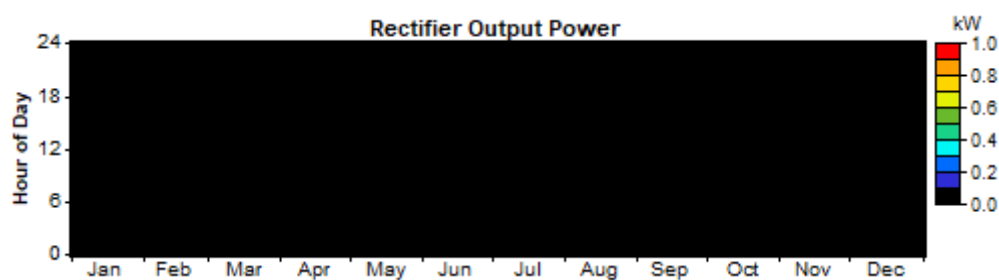 Rectifier Output Power
kW
24
18
12
6
0
Hour of Day
Jan Feb Mar Apr May Jun Jul Aug Sep Oct Nov Dec
1.0
0.8
0.6
0.4
0.2
0.0